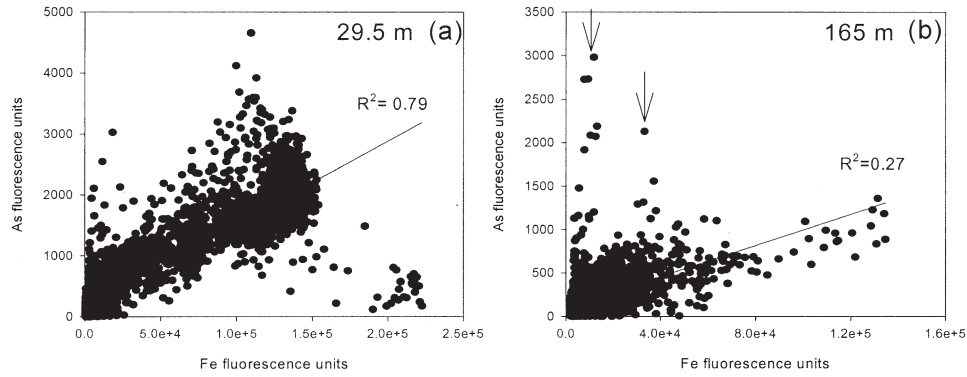 29.5 m (a)
R²= 0.79
As fluorescence units
5000
4000
3000
2000
1000
0
0.0
5.0e+4
1.0e+5
1.5e+5
2.0e+5
2.5e+5
Fe fluorescence units
165 m (b)
R²=0.27
As fluorescence units
3500
3000
2500
2000
1500
1000
500
0
0.0
4.0e+4
8.0e+4
1.2e+5
1.6e+5
Fe fluorescence units